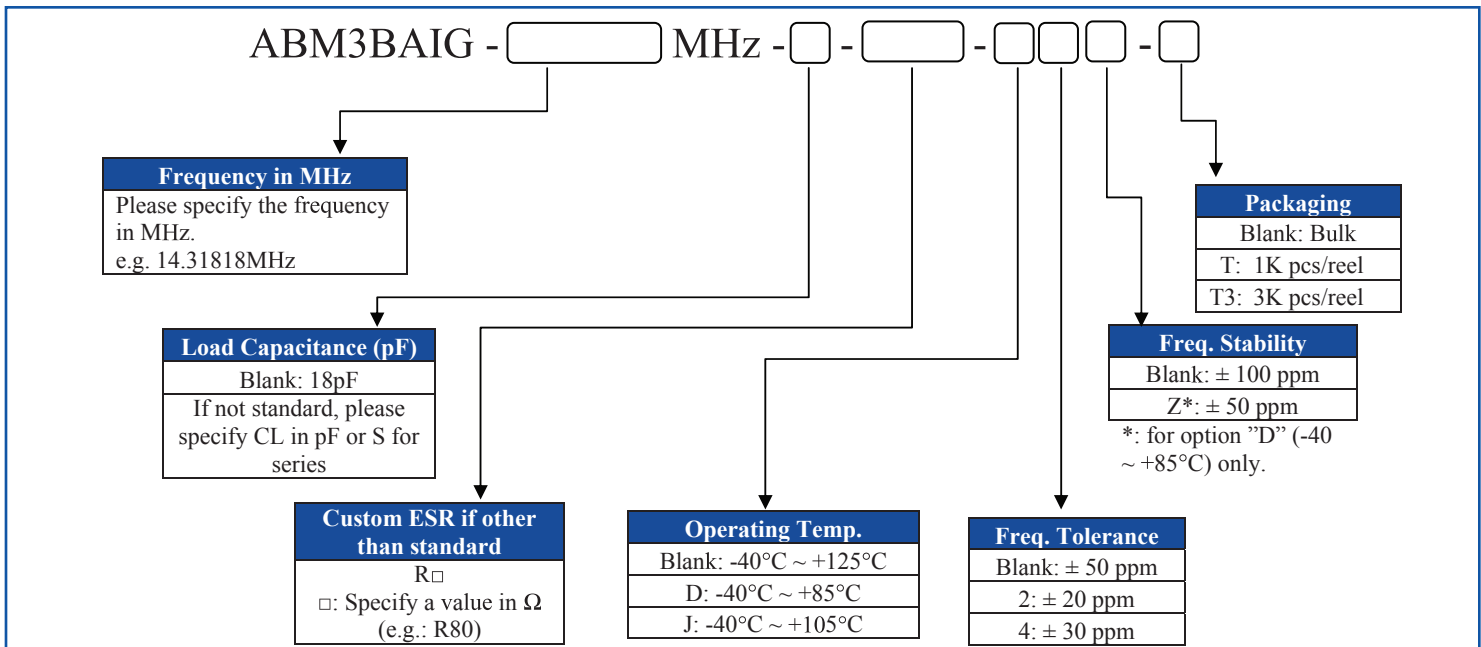 ABM3BAIG - MHz - - -  -
Frequency in MHz
Please specify the frequency
in MHz.
e.g. 14.31818MHz
Packaging
Blank: Bulk
T: 1K pcs/reel
T3: 3K pcs/reel
Load Capacitance (pF)
Blank: 18pF
If not standard, please
specify CL in pF or S for
series
Freq. Stability
Blank: ± 100 ppm
Z*: ± 50 ppm
*: for option ”D” (-40
~ +85°C) only.
Custom ESR if other
than standard
R□
□: Specify a value in Ω
(e.g.: R80)
Operating Temp.
Blank: -40°C ~ +125°C
D: -40°C ~ +85°C
J: -40°C ~ +105°C
Freq. Tolerance
Blank: ± 50 ppm
2: ± 20 ppm
4: ± 30 ppm